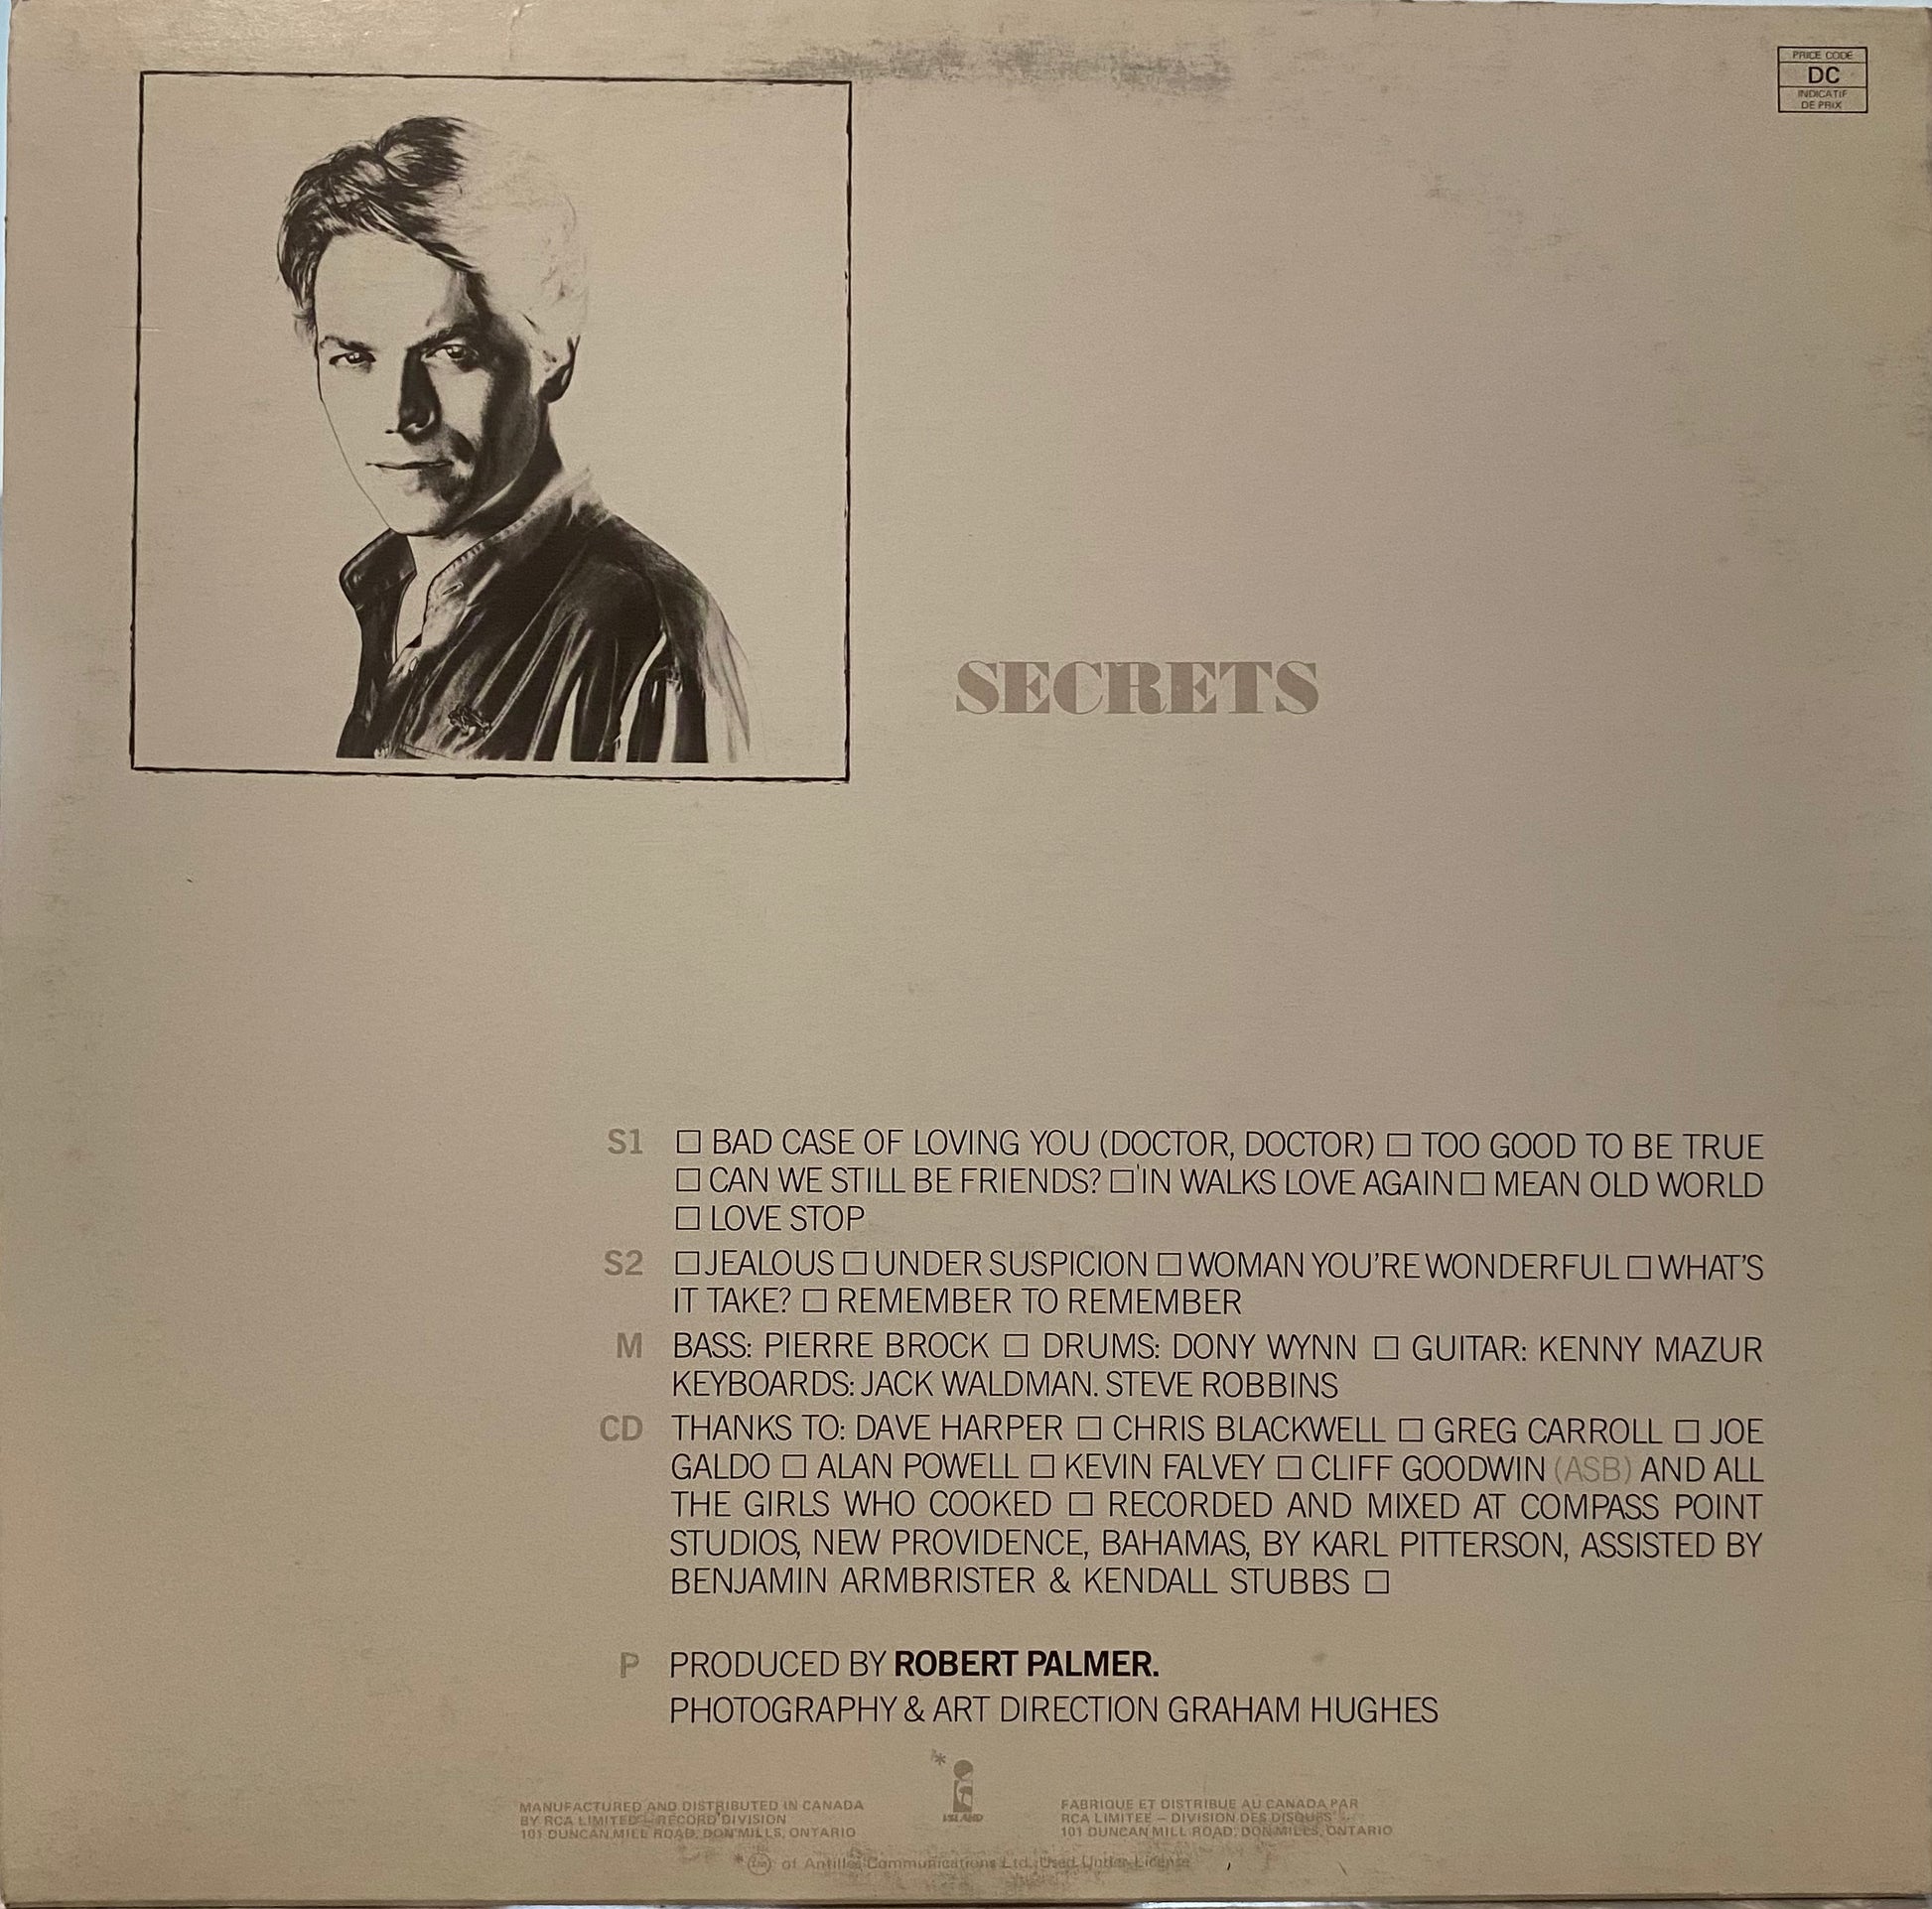 PRICE CODE
DC
INDICATIF
DE PRIX
SECRETS
S1 □ BAD CASE OF LOVING YOU (DOCTOR, DOCTOR) □ TOO GOOD TO BE TRUE
□ CAN WE STILL BE FRIENDS? □ IN WALKS LOVE AGAIN □ MEAN OLD WORLD
□ LOVE STOP
S2 □ JEALOUS □ UNDER SUSPICION □ WOMAN YOU'RE WONDERFUL □ WHAT'S
IT TAKE? □ REMEMBER TO REMEMBER
M BASS: PIERRE BROCK □ DRUMS: DONY WYNN □ GUITAR: KENNY MAZUR
KEYBOARDS: JACK WALDMAN. STEVE ROBBINS
CD THANKS TO: DAVE HARPER □ CHRIS BLACKWELL □ GREG CARROLL □ JOE
GALDO □ ALAN POWELL □ KEVIN FALVEY □ CLIFF GOODWIN (ASB) AND ALL
THE GIRLS WHO COOKED □ RECORDED AND MIXED AT COMPASS POINT
STUDIOS, NEW PROVIDENCE, BAHAMAS, BY KARL PITTERSON, ASSISTED BY
BENJAMIN ARMBRISTER & KENDALL STUBBS □
P PRODUCED BY ROBERT PALMER.
PHOTOGRAPHY & ART DIRECTION GRAHAM HUGHES
*
ISLAND
MANUFACTURED AND DISTRIBUTED IN CANADA
BY RCA LIMITED – RECORD DIVISION
101 DUNCAN MILL ROAD, DON MILLS, ONTARIO
FABRIQUE ET DISTRIBUE AU CANADA PAR
RCA LIMITEE – DIVISION DES DISQUES
101 DUNCAN MILL ROAD, DON MILLS, ONTARIO
* of Antilles Communications Ltd. Used Under License